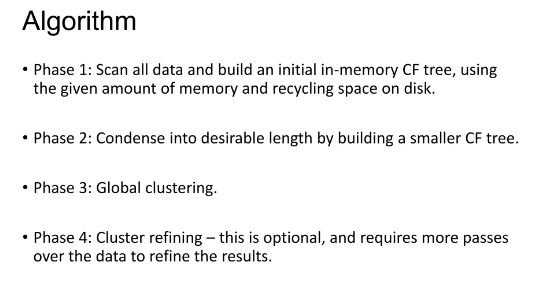 Algorithm
• Phase 1: Scan all data and build an initial in-memory CF tree, using
the given amount of memory and recycling space on disk.
• Phase 2: Condense into desirable length by building a smaller CF tree.
• Phase 3: Global clustering.
• Phase 4: Cluster refining – this is optional, and requires more passes
over the data to refine the results.